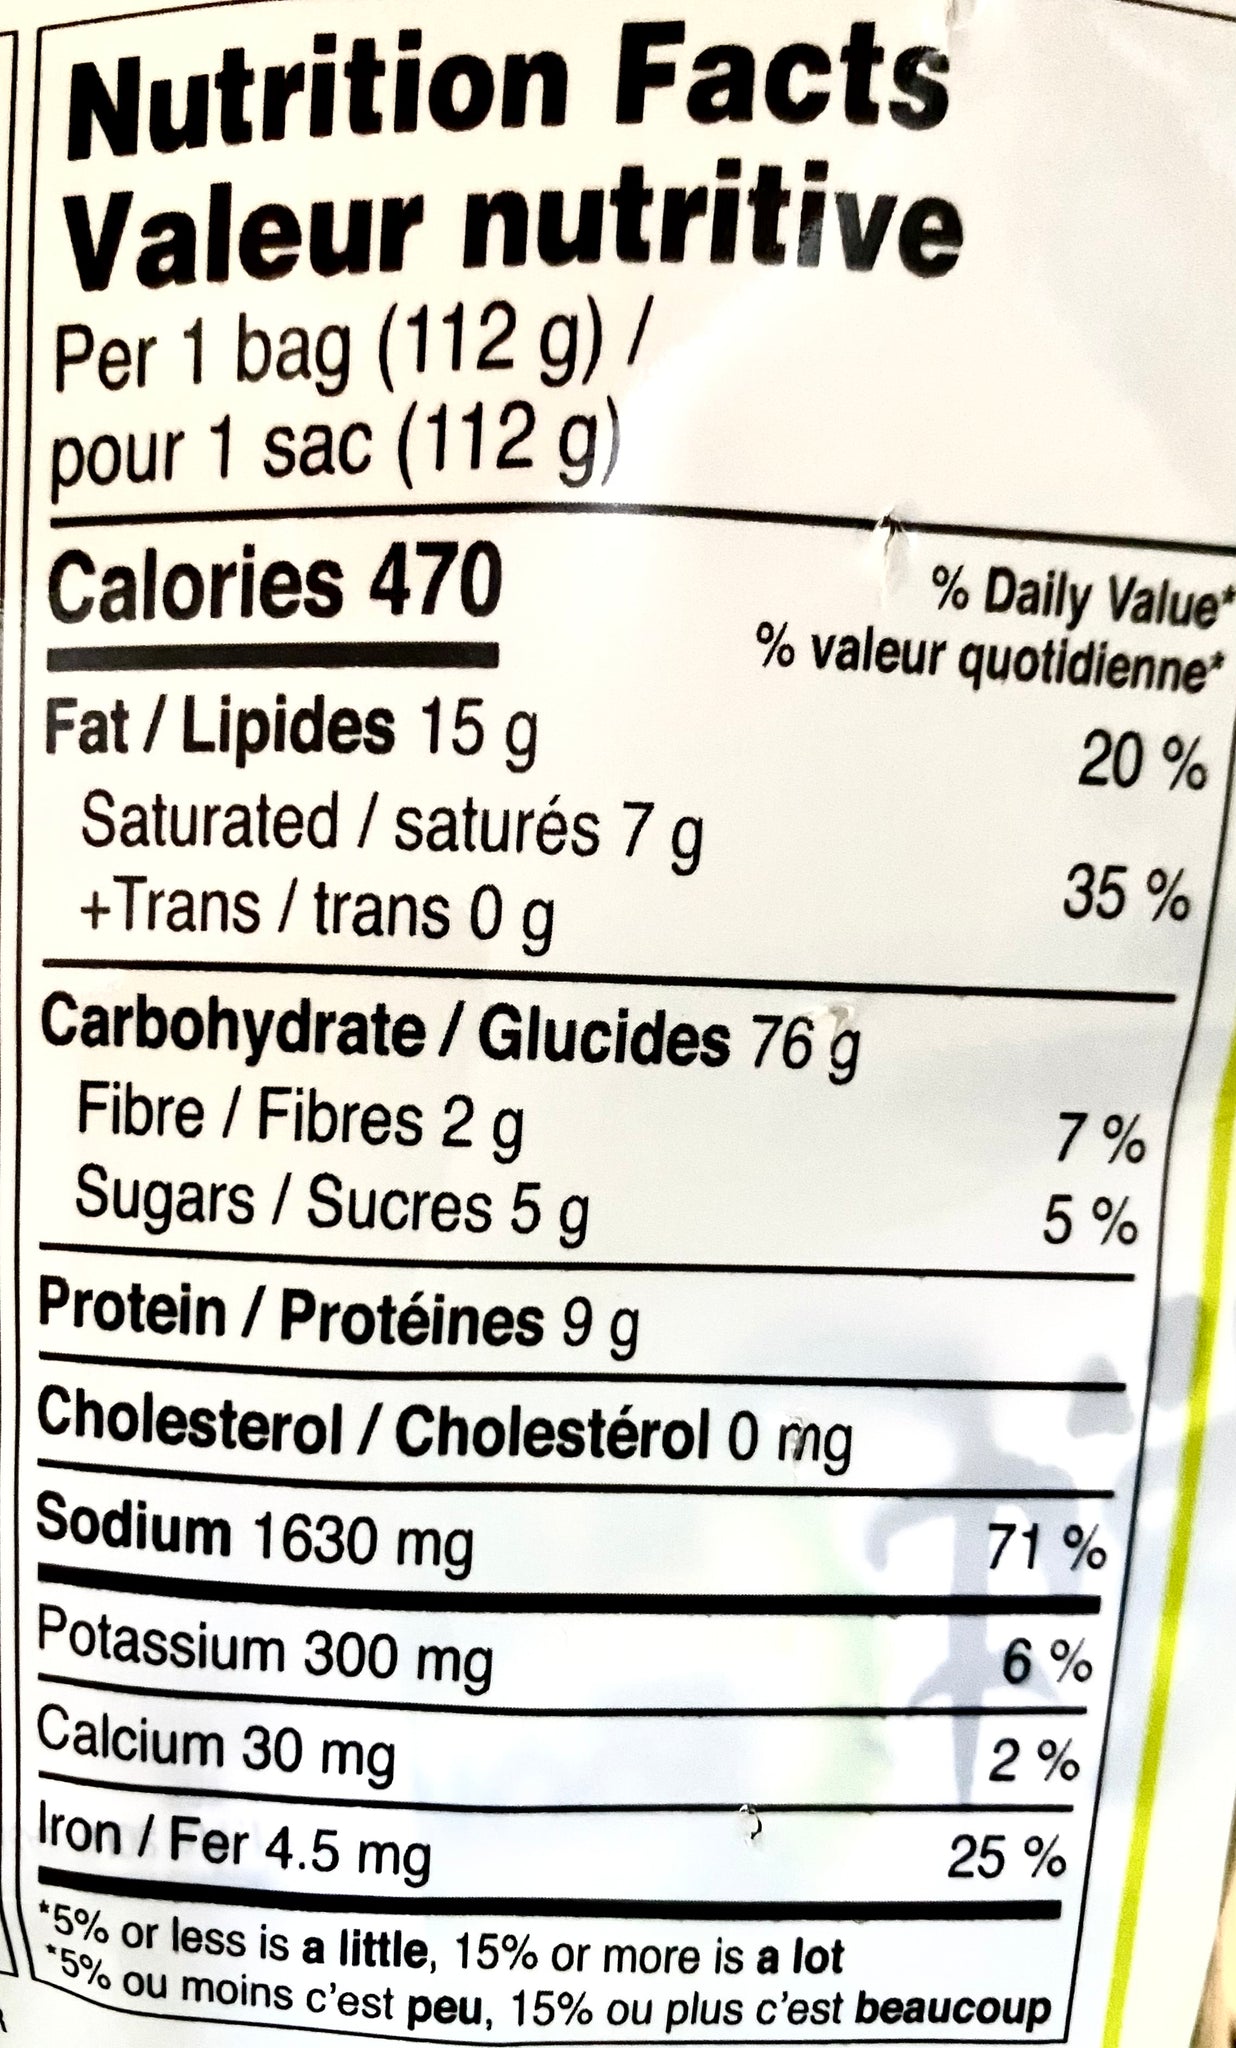 Nutrition Facts
Valeur nutritive
Per 1 bag (112 g) /
pour 1 sac (112 g)
Calories 470
% Daily Value*
% valeur quotidienne*
Fat / Lipides 15 g 20 %
Saturated / saturés 7 g
+Trans / trans 0 g 35 %
Carbohydrate / Glucides 76 g
Fibre / Fibres 2 g 7 %
Sugars / Sucres 5 g 5 %
Protein / Protéines 9 g
Cholesterol / Cholestérol 0 mg
Sodium 1630 mg 71 %
Potassium 300 mg 6 %
Calcium 30 mg 2 %
Iron / Fer 4.5 mg 25 %
*5% or less is a little, 15% or more is a lot
*5% ou moins c'est peu, 15% ou plus c'est beaucoup